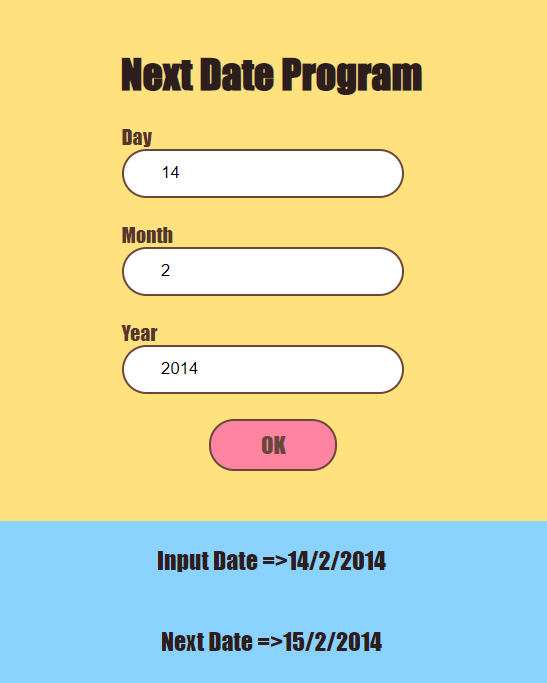 Next Date Program
Day
14
Month
2
Year
2014
OK
Input Date =>14/2/2014
Next Date =>15/2/2014